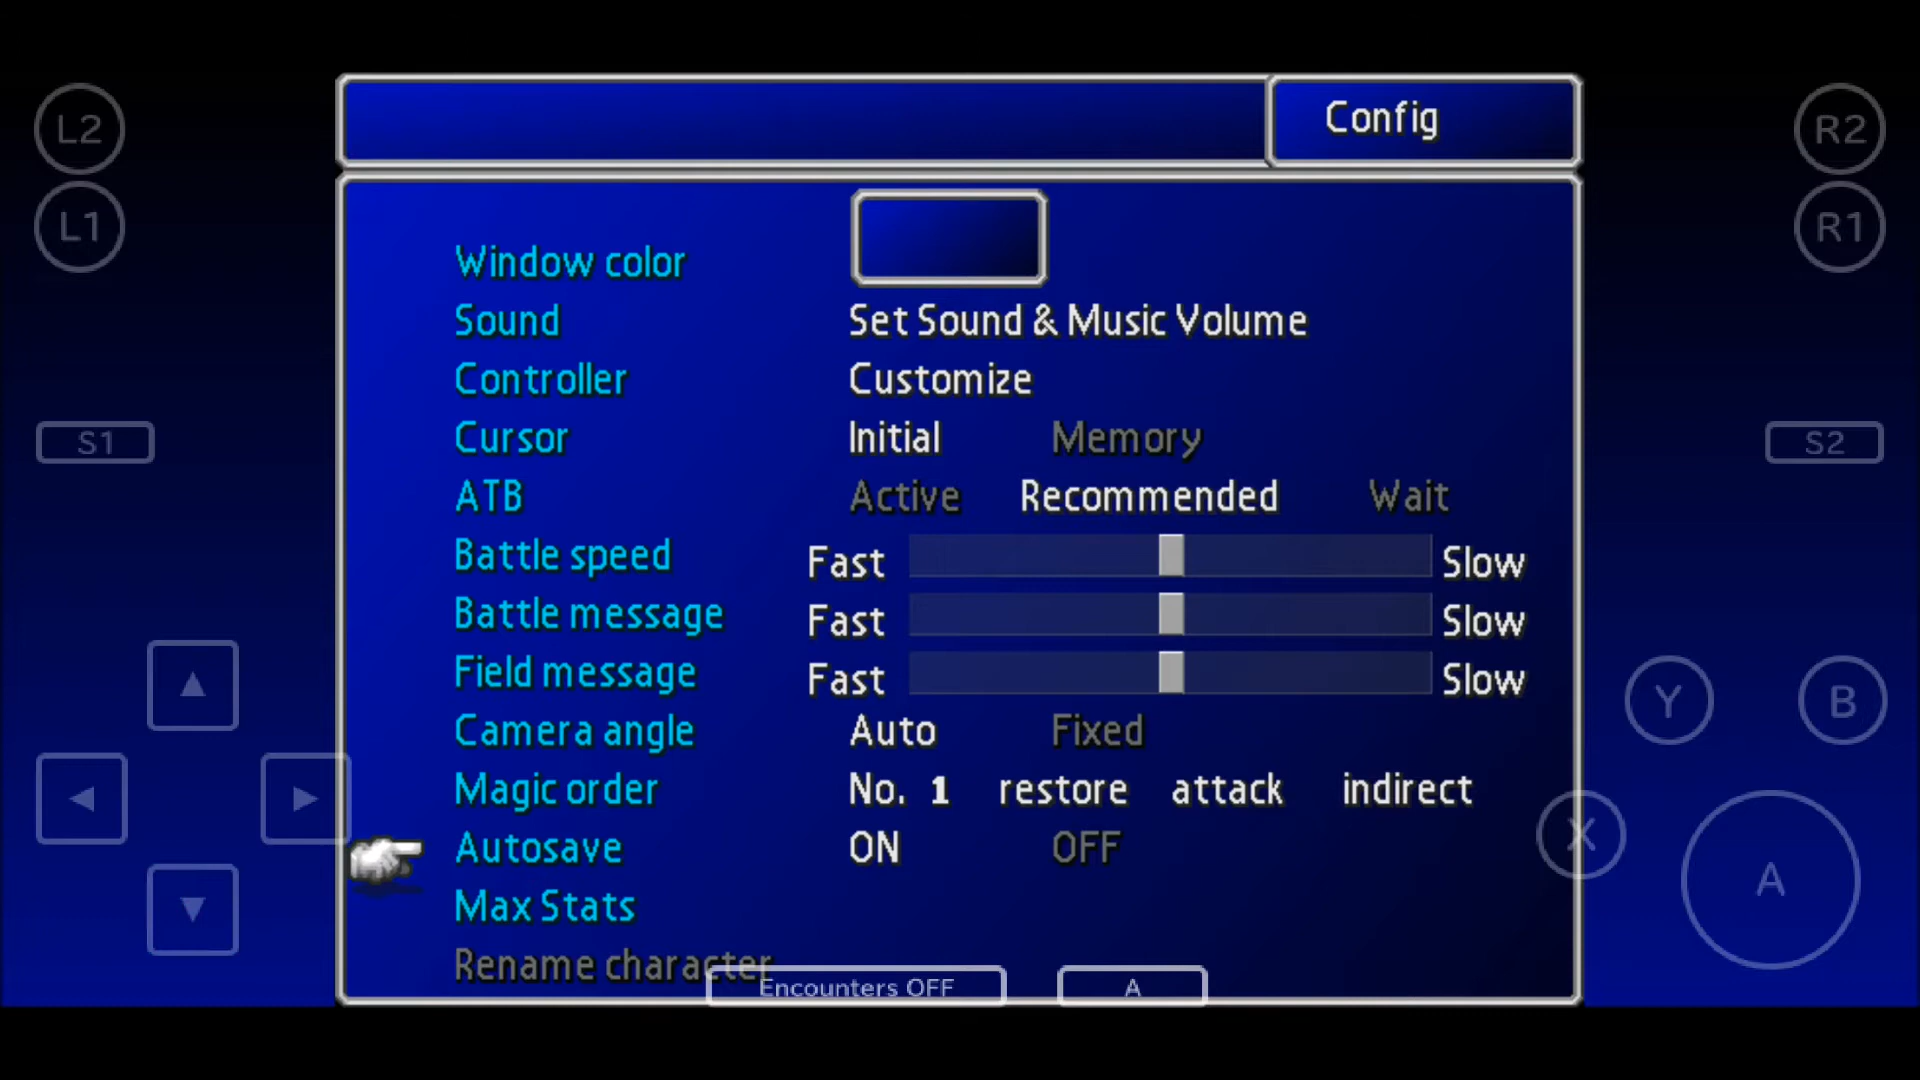 Config
L2
R2
L1
R1
Window color
Sound Set Sound & Music Volume
Controller Customize
S1
Cursor Initial Memory
S2
ATB Active Recommended Wait
Battle speed Fast Slow
Battle message Fast Slow
Field message Fast Slow
Y
B
Camera angle Auto Fixed
Magic order No. 1 restore attack indirect
X
Autosave ON OFF
A
Max Stats
Rename character
Encounters OFF
A